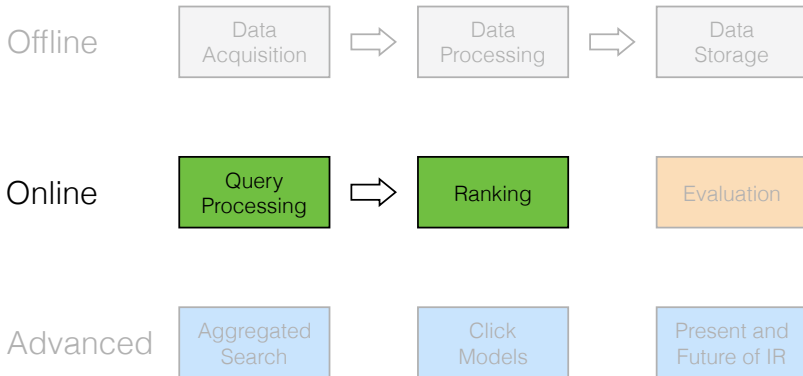 Offline
Data
Acquisition
Data
Processing
Data
Storage
Online
Query
Processing
Ranking
Evaluation
Advanced
Aggregated
Search
Click
Models
Present and
Future of IR